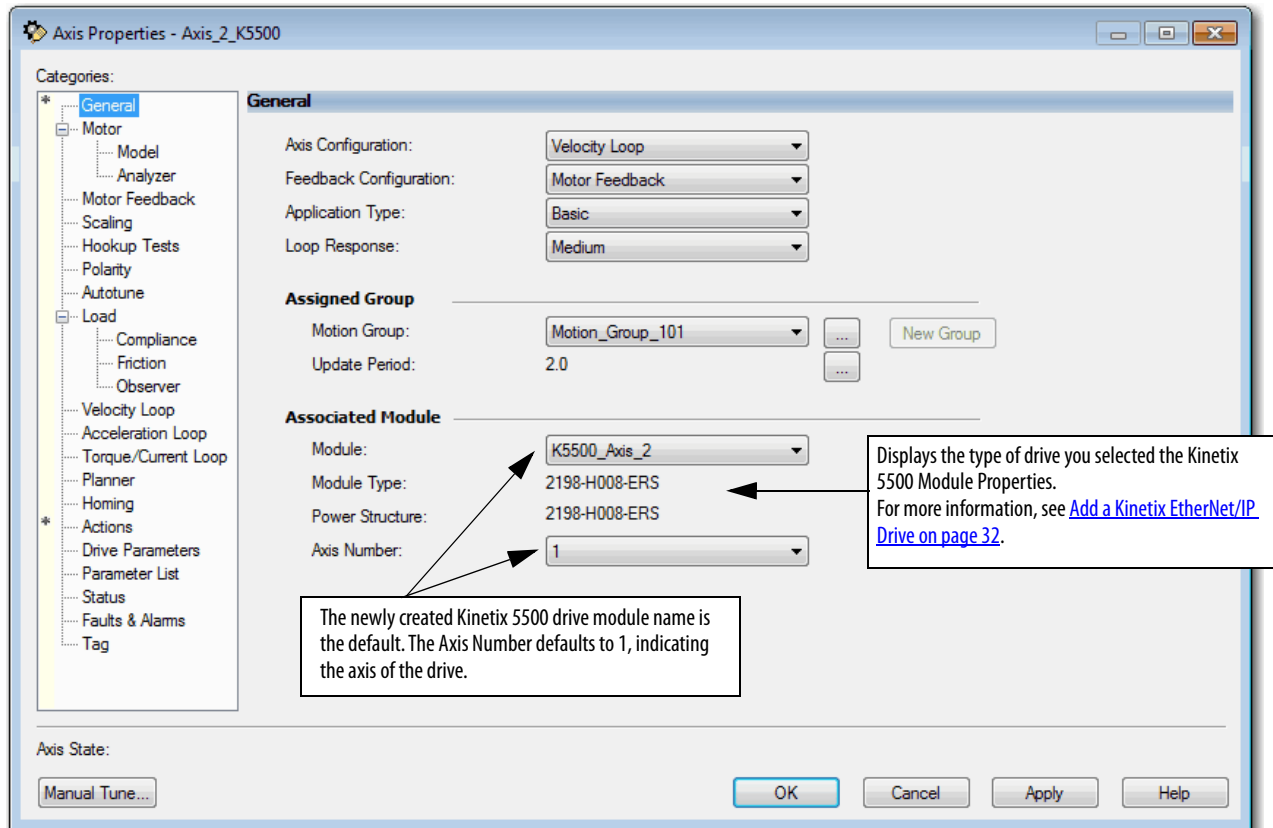 Axis Properties - Axis_2_K5500
Categories:
* General
Motor
Model
Analyzer
Motor Feedback
Scaling
Hookup Tests
Polarity
Autotune
Load
Compliance
Friction
Observer
Velocity Loop
Acceleration Loop
Torque/Current Loop
Planner
Homing
* Actions
Drive Parameters
Parameter List
Status
Faults & Alarms
Tag
General
Axis Configuration: Velocity Loop
Feedback Configuration: Motor Feedback
Application Type: Basic
Loop Response: Medium
Assigned Group
Motion Group: Motion_Group_101 ... New Group
Update Period: 2.0 ...
Associated Module
Module: K5500_Axis_2
Module Type: 2198-H008-ERS
Power Structure: 2198-H008-ERS
Axis Number: 1
Displays the type of drive you selected the Kinetix
5500 Module Properties.
For more information, see Add a Kinetix EtherNet/IP
Drive on page 32.
The newly created Kinetix 5500 drive module name is
the default. The Axis Number defaults to 1, indicating
the axis of the drive.
Axis State:
Manual Tune... OK Cancel Apply Help